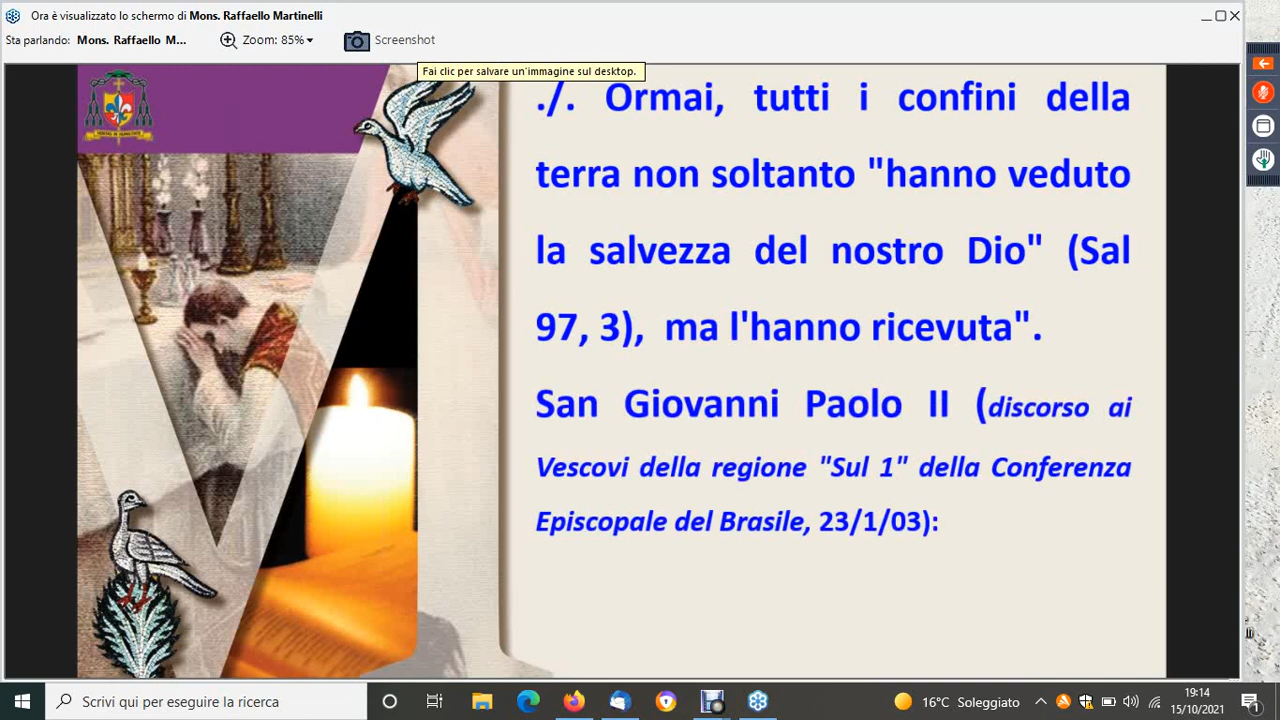 Ora è visualizzato lo schermo di Mons. Raffaello Martinelli
Sta parlando: Mons. Raffaello M... Zoom: 85% Screenshot
Fai clic per salvare un'immagine sul desktop.
./. Ormai, tutti i confini della
terra non soltanto "hanno veduto
la salvezza del nostro Dio" (Sal
97, 3), ma l'hanno ricevuta".
San Giovanni Paolo II (discorso ai
Vescovi della regione "Sul 1" della Conferenza
Episcopale del Brasile, 23/1/03):
Scrivi qui per eseguire la ricerca
16°C Soleggiato
19:14
15/10/2021
1